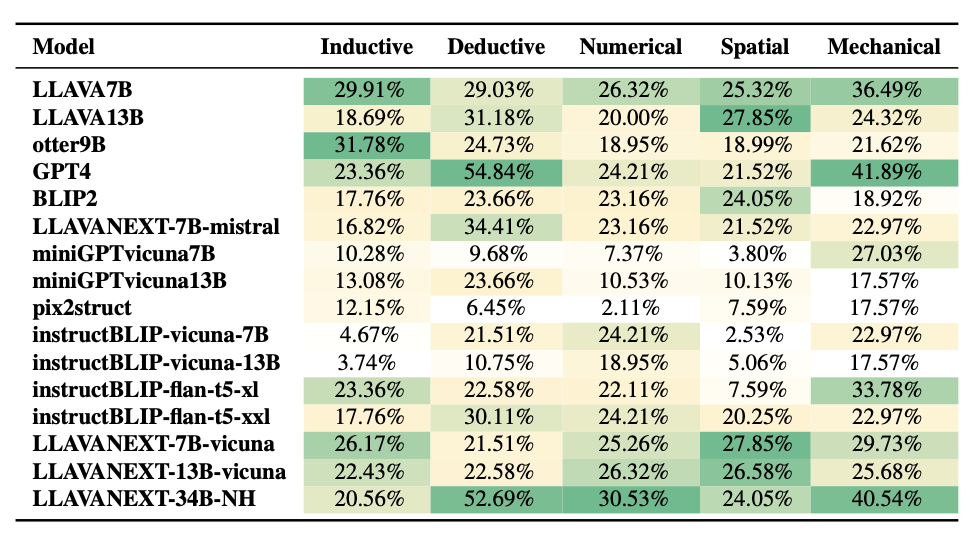 Model Inductive Deductive Numerical Spatial Mechanical
LLAVA7B 29.91% 29.03% 26.32% 25.32% 36.49%
LLAVA13B 18.69% 31.18% 20.00% 27.85% 24.32%
otter9B 31.78% 24.73% 18.95% 18.99% 21.62%
GPT4 23.36% 54.84% 24.21% 21.52% 41.89%
BLIP2 17.76% 23.66% 23.16% 24.05% 18.92%
LLAVANEXT-7B-mistral 16.82% 34.41% 23.16% 21.52% 22.97%
miniGPTvicuna7B 10.28% 9.68% 7.37% 3.80% 27.03%
miniGPTvicuna13B 13.08% 23.66% 10.53% 10.13% 17.57%
pix2struct 12.15% 6.45% 2.11% 7.59% 17.57%
instructBLIP-vicuna-7B 4.67% 21.51% 24.21% 2.53% 22.97%
instructBLIP-vicuna-13B 3.74% 10.75% 18.95% 5.06% 17.57%
instructBLIP-flan-t5-xl 23.36% 22.58% 22.11% 7.59% 33.78%
instructBLIP-flan-t5-xxl 17.76% 30.11% 24.21% 20.25% 22.97%
LLAVANEXT-7B-vicuna 26.17% 21.51% 25.26% 27.85% 29.73%
LLAVANEXT-13B-vicuna 22.43% 22.58% 26.32% 26.58% 25.68%
LLAVANEXT-34B-NH 20.56% 52.69% 30.53% 24.05% 40.54%